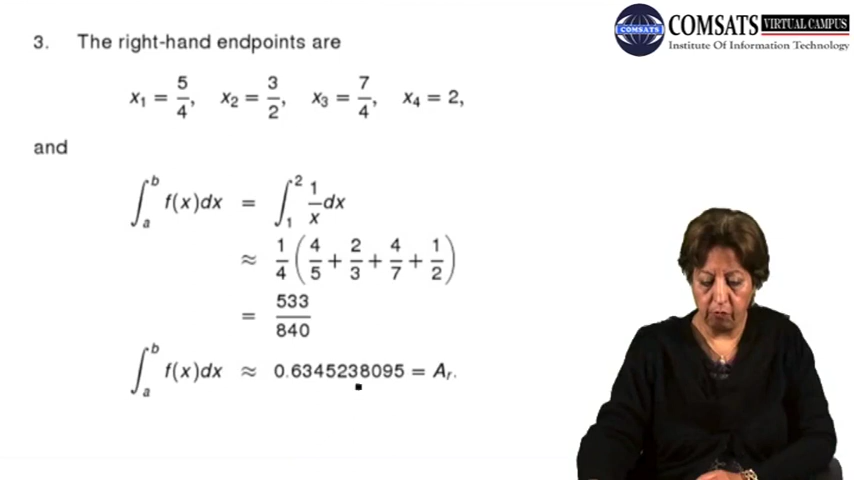 COMSATS VIRTUAL CAMPUS
COMSATS
Institute Of Information Technology
3. The right-hand endpoints are
x₁ = 5/4, x₂ = 3/2, x₃ = 7/4, x₄ = 2,
and
∫ₐᵇ f(x)dx = ∫₁² 1/x dx
≈ 1/4 (4/5 + 2/3 + 4/7 + 1/2)
= 533/840
∫ₐᵇ f(x)dx ≈ 0.6345238095 = Aᵣ.